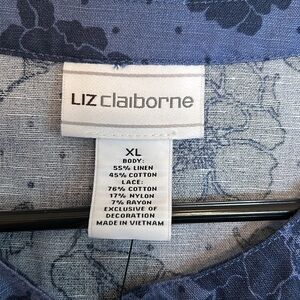 LIZ claiborne
XL
BODY:
55% LINEN
45% COTTON
LACE:
76% COTTON
17% NYLON
7% RAYON
EXCLUSIVE OF
DECORATION
MADE IN VIETNAM